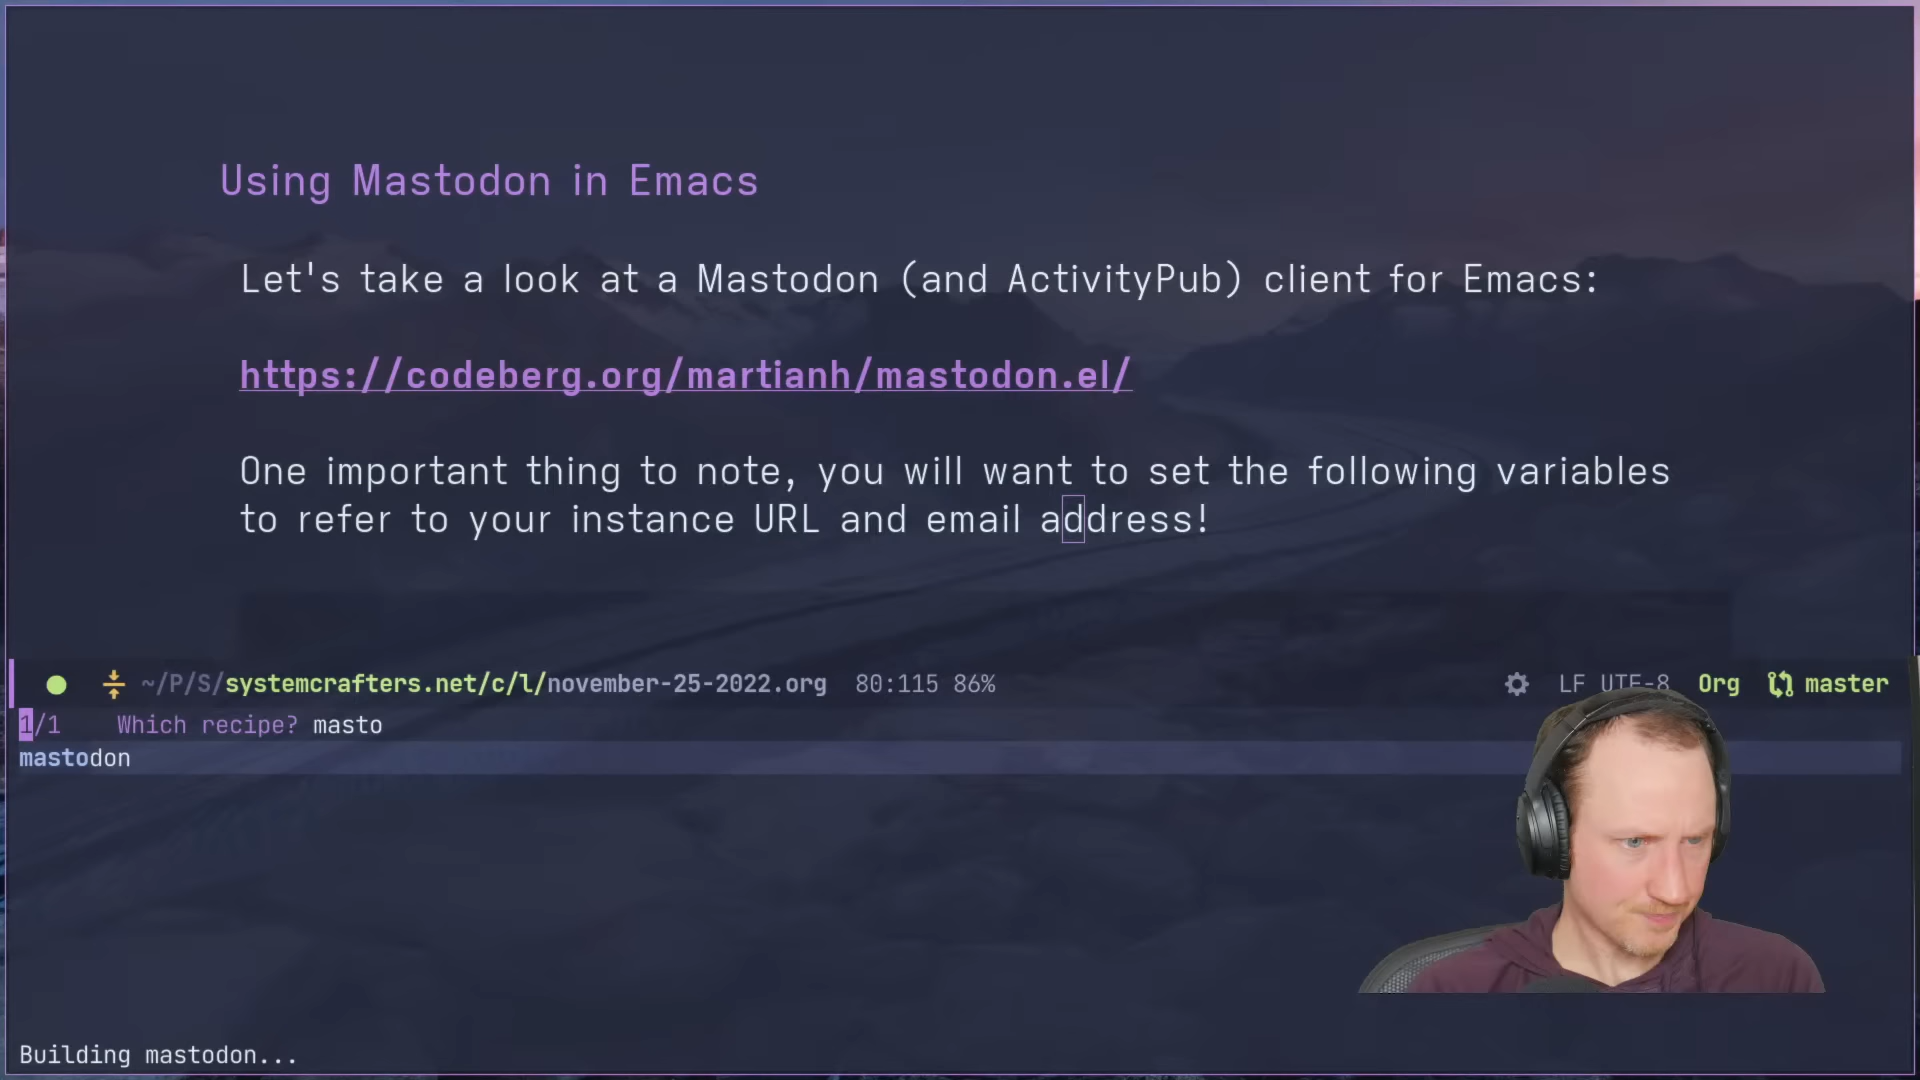 Using Mastodon in Emacs
Let's take a look at a Mastodon (and ActivityPub) client for Emacs:
https://codeberg.org/martianh/mastodon.el/
One important thing to note, you will want to set the following variables
to refer to your instance URL and email address!
~/P/S/systemcrafters.net/c/l/november-25-2022.org 80:115 86% LF UTF-8 Org master
1/1 Which recipe? masto
mastodon
Building mastodon...